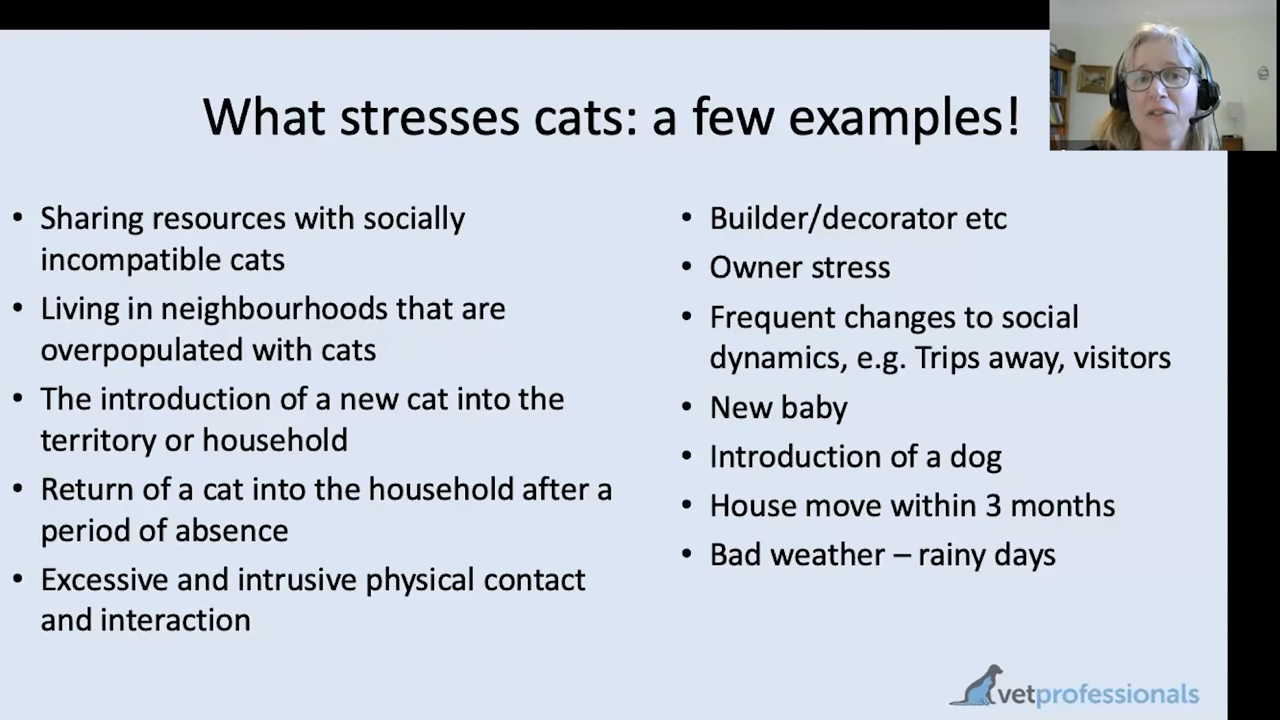 What stresses cats: a few examples!
• Sharing resources with socially
incompatible cats
• Living in neighbourhoods that are
overpopulated with cats
• The introduction of a new cat into the
territory or household
• Return of a cat into the household after a
period of absence
• Excessive and intrusive physical contact
and interaction
• Builder/decorator etc
• Owner stress
• Frequent changes to social
dynamics, e.g. Trips away, visitors
• New baby
• Introduction of a dog
• House move within 3 months
• Bad weather – rainy days
vetprofessionals